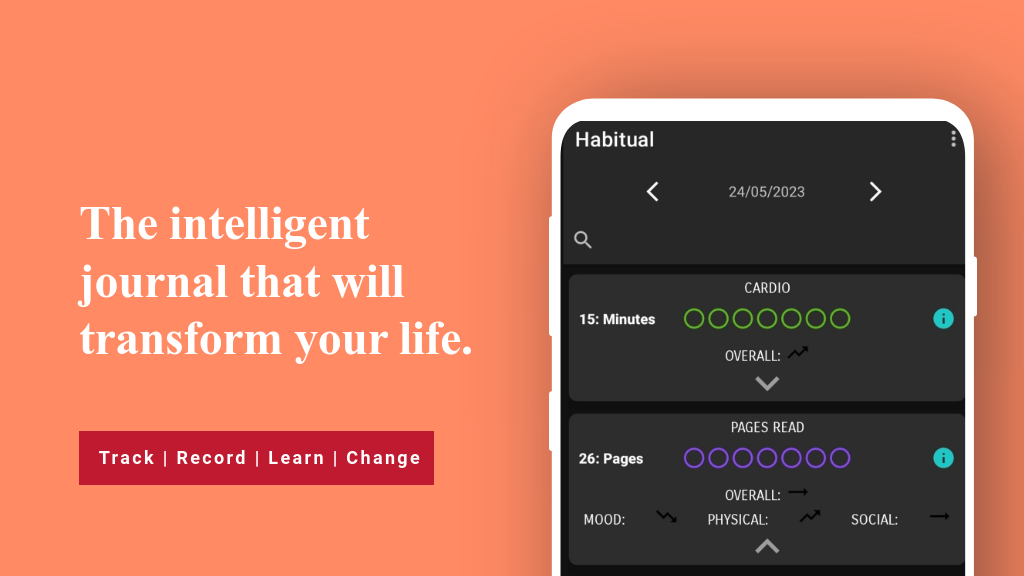 The intelligent
journal that will
transform your life.
Track | Record | Learn | Change
Habitual
24/05/2023
CARDIO
15: Minutes
OVERALL:
PAGES READ
26: Pages
OVERALL:
MOOD: PHYSICAL: SOCIAL: